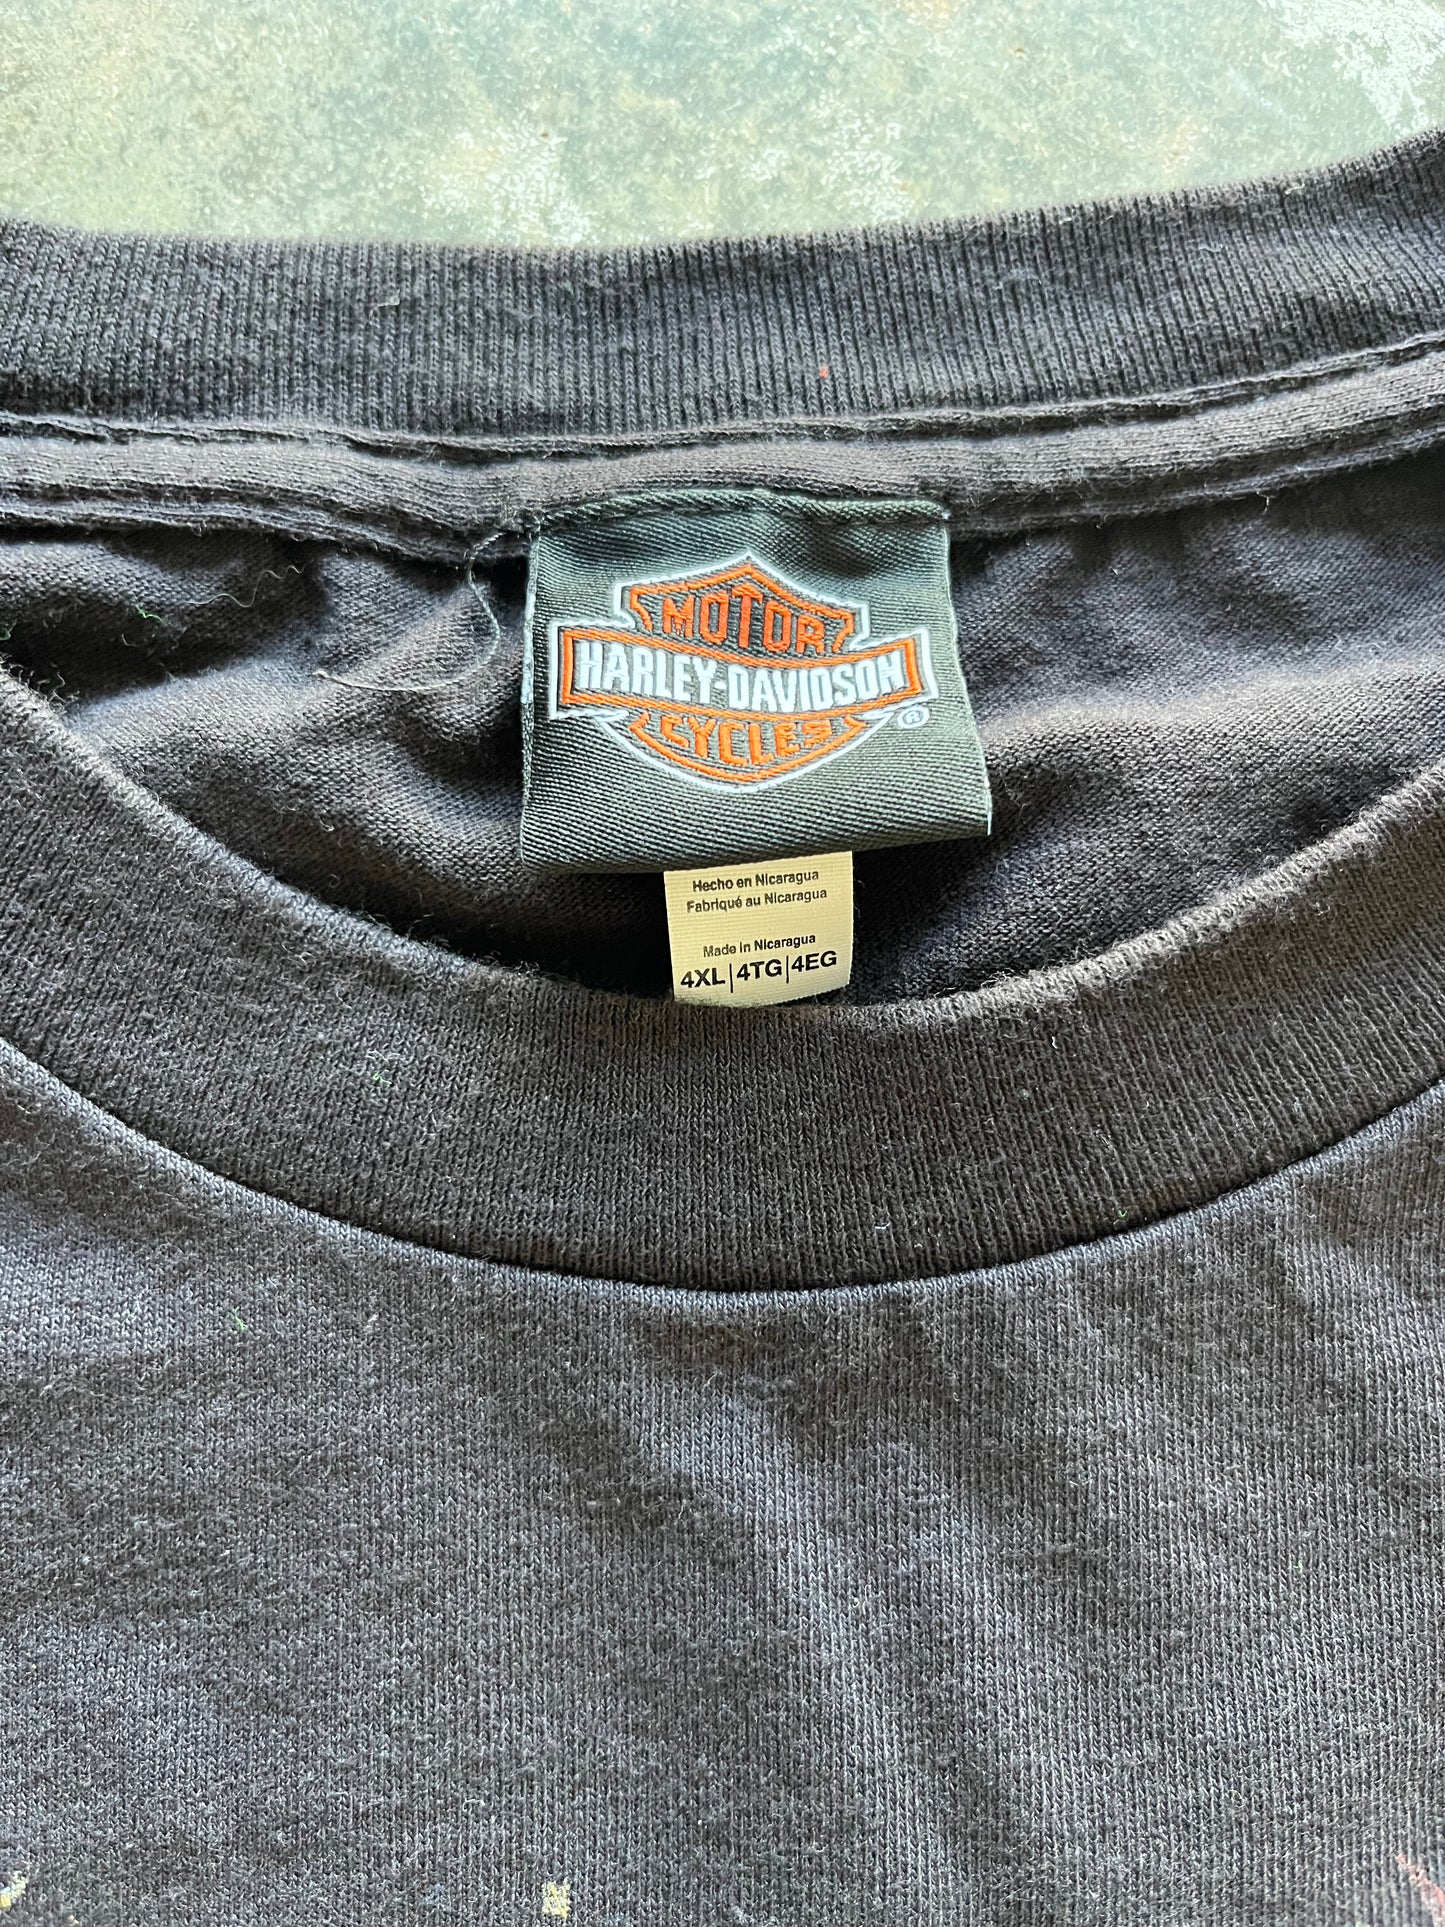 MOTOR
HARLEY-DAVIDSON
CYCLES ®
Hecho en Nicaragua
Fabriqué au Nicaragua
Made in Nicaragua
4XL|4TG|4EG